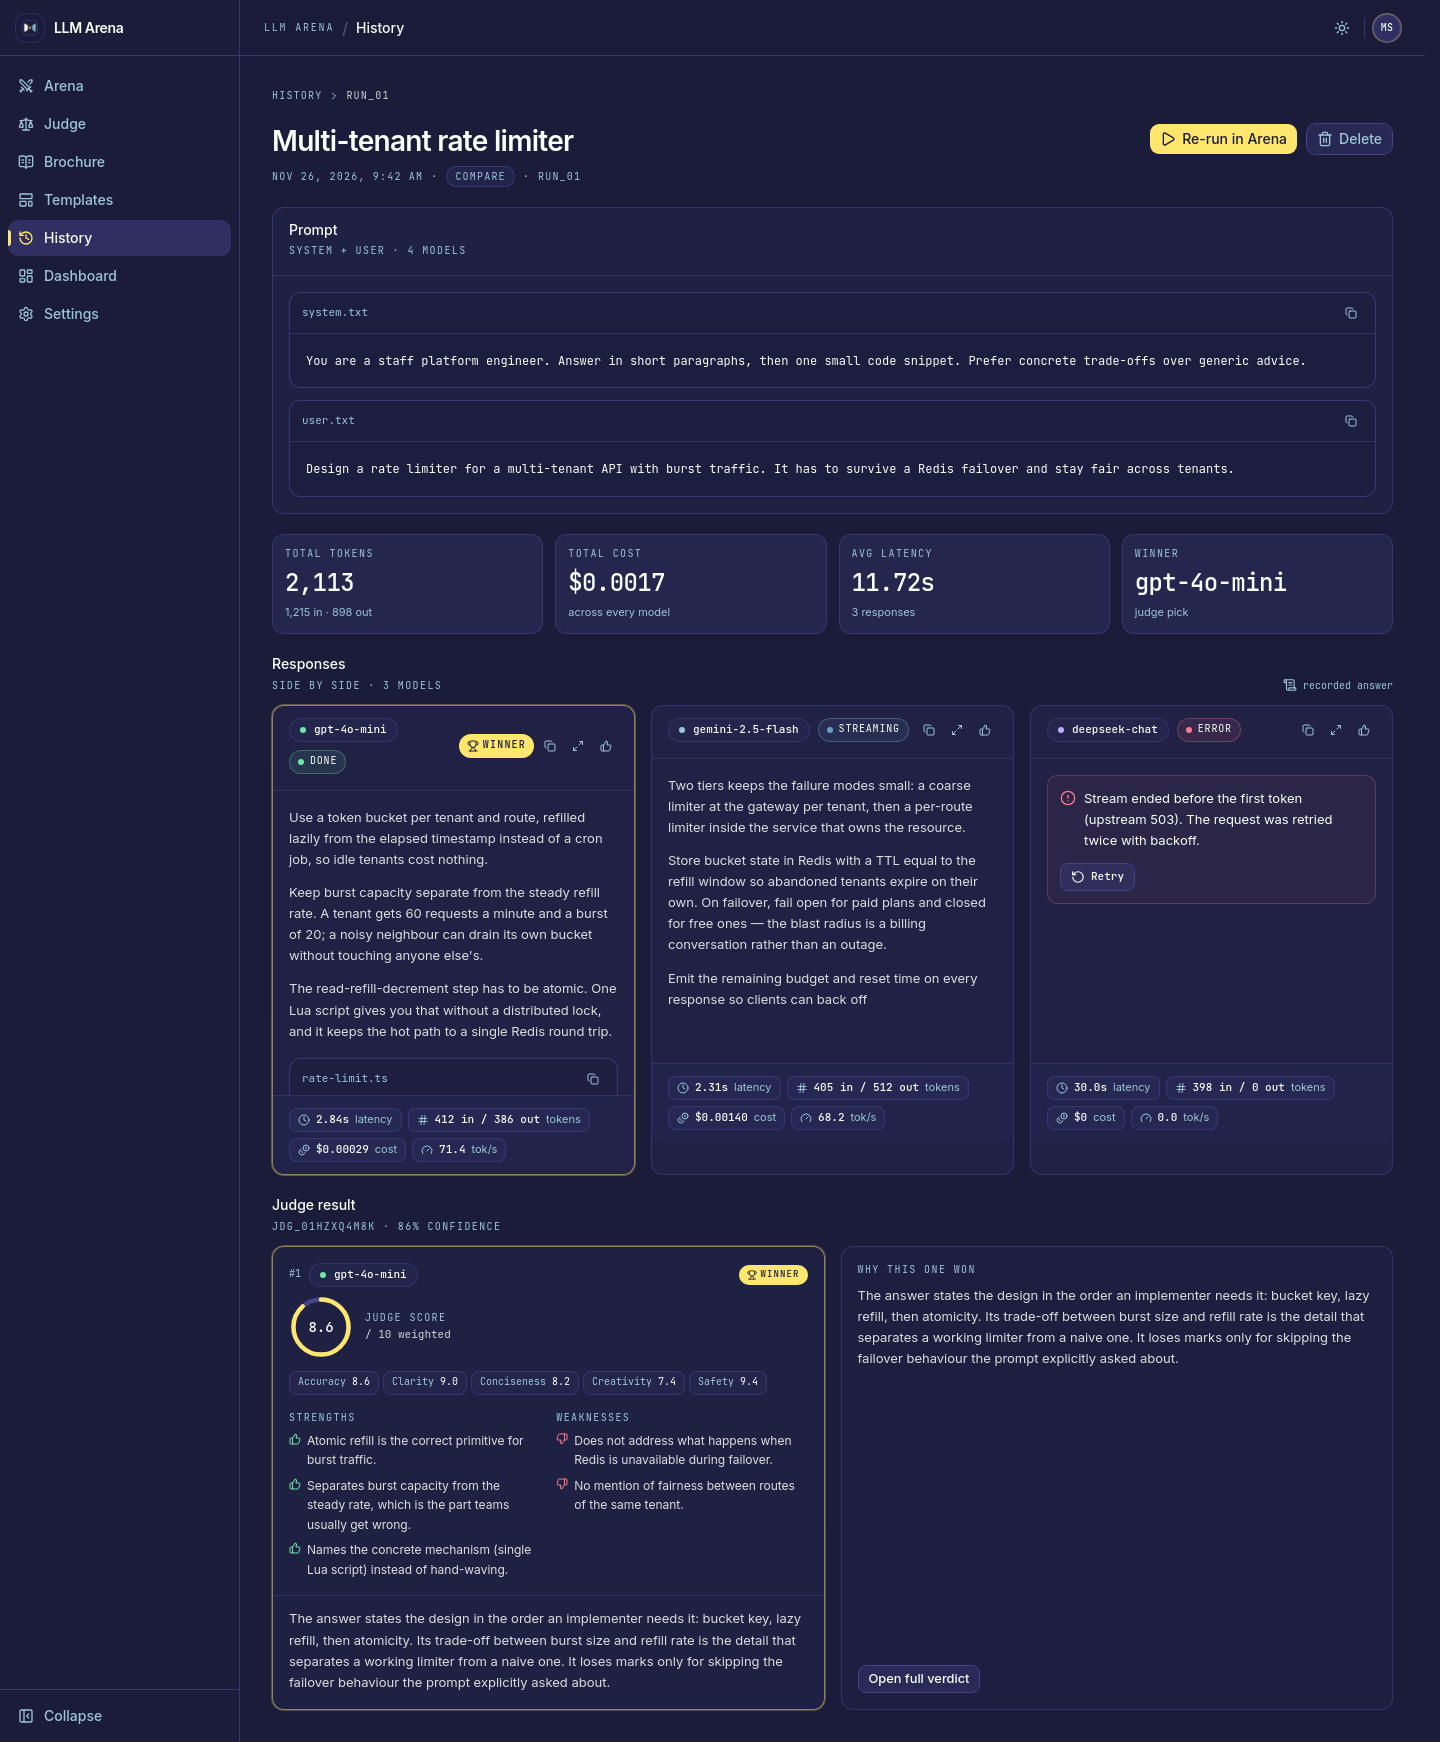 LLM Arena
LLM ARENA / History
MS
Arena
Judge
Brochure
Templates
History
Dashboard
Settings
Collapse
HISTORY > RUN_01
Multi-tenant rate limiter
Re-run in Arena
Delete
NOV 26, 2026, 9:42 AM · COMPARE · RUN_01
Prompt
SYSTEM + USER · 4 MODELS
system.txt
You are a staff platform engineer. Answer in short paragraphs, then one small code snippet. Prefer concrete trade-offs over generic advice.
user.txt
Design a rate limiter for a multi-tenant API with burst traffic. It has to survive a Redis failover and stay fair across tenants.
TOTAL TOKENS
2,113
1,215 in · 898 out
TOTAL COST
$0.0017
across every model
AVG LATENCY
11.72s
3 responses
WINNER
gpt-4o-mini
judge pick
Responses
SIDE BY SIDE · 3 MODELS
recorded answer
gpt-4o-mini
DONE
WINNER
Use a token bucket per tenant and route, refilled
lazily from the elapsed timestamp instead of a cron
job, so idle tenants cost nothing.
Keep burst capacity separate from the steady refill
rate. A tenant gets 60 requests a minute and a burst
of 20; a noisy neighbour can drain its own bucket
without touching anyone else's.
The read-refill-decrement step has to be atomic. One
Lua script gives you that without a distributed lock,
and it keeps the hot path to a single Redis round trip.
rate-limit.ts
2.84s latency
412 in / 386 out tokens
$0.00029 cost
71.4 tok/s
gemini-2.5-flash
STREAMING
Two tiers keeps the failure modes small: a coarse
limiter at the gateway per tenant, then a per-route
limiter inside the service that owns the resource.
Store bucket state in Redis with a TTL equal to the
refill window so abandoned tenants expire on their
own. On failover, fail open for paid plans and closed
for free ones — the blast radius is a billing
conversation rather than an outage.
Emit the remaining budget and reset time on every
response so clients can back off
2.31s latency
405 in / 512 out tokens
$0.00140 cost
68.2 tok/s
deepseek-chat
ERROR
Stream ended before the first token
(upstream 503). The request was retried
twice with backoff.
Retry
30.0s latency
398 in / 0 out tokens
$0 cost
0.0 tok/s
Judge result
JDG_01HZXQ4M8K · 86% CONFIDENCE
#1 gpt-4o-mini
WINNER
8.6
JUDGE SCORE
/ 10 weighted
Accuracy 8.6
Clarity 9.0
Conciseness 8.2
Creativity 7.4
Safety 9.4
STRENGTHS
Atomic refill is the correct primitive for
burst traffic.
Separates burst capacity from the
steady rate, which is the part teams
usually get wrong.
Names the concrete mechanism (single
Lua script) instead of hand-waving.
WEAKNESSES
Does not address what happens when
Redis is unavailable during failover.
No mention of fairness between routes
of the same tenant.
The answer states the design in the order an implementer needs it: bucket key, lazy
refill, then atomicity. Its trade-off between burst size and refill rate is the detail that
separates a working limiter from a naive one. It loses marks only for skipping the
failover behaviour the prompt explicitly asked about.
WHY THIS ONE WON
The answer states the design in the order an implementer needs it: bucket key, lazy
refill, then atomicity. Its trade-off between burst size and refill rate is the detail that
separates a working limiter from a naive one. It loses marks only for skipping the
failover behaviour the prompt explicitly asked about.
Open full verdict